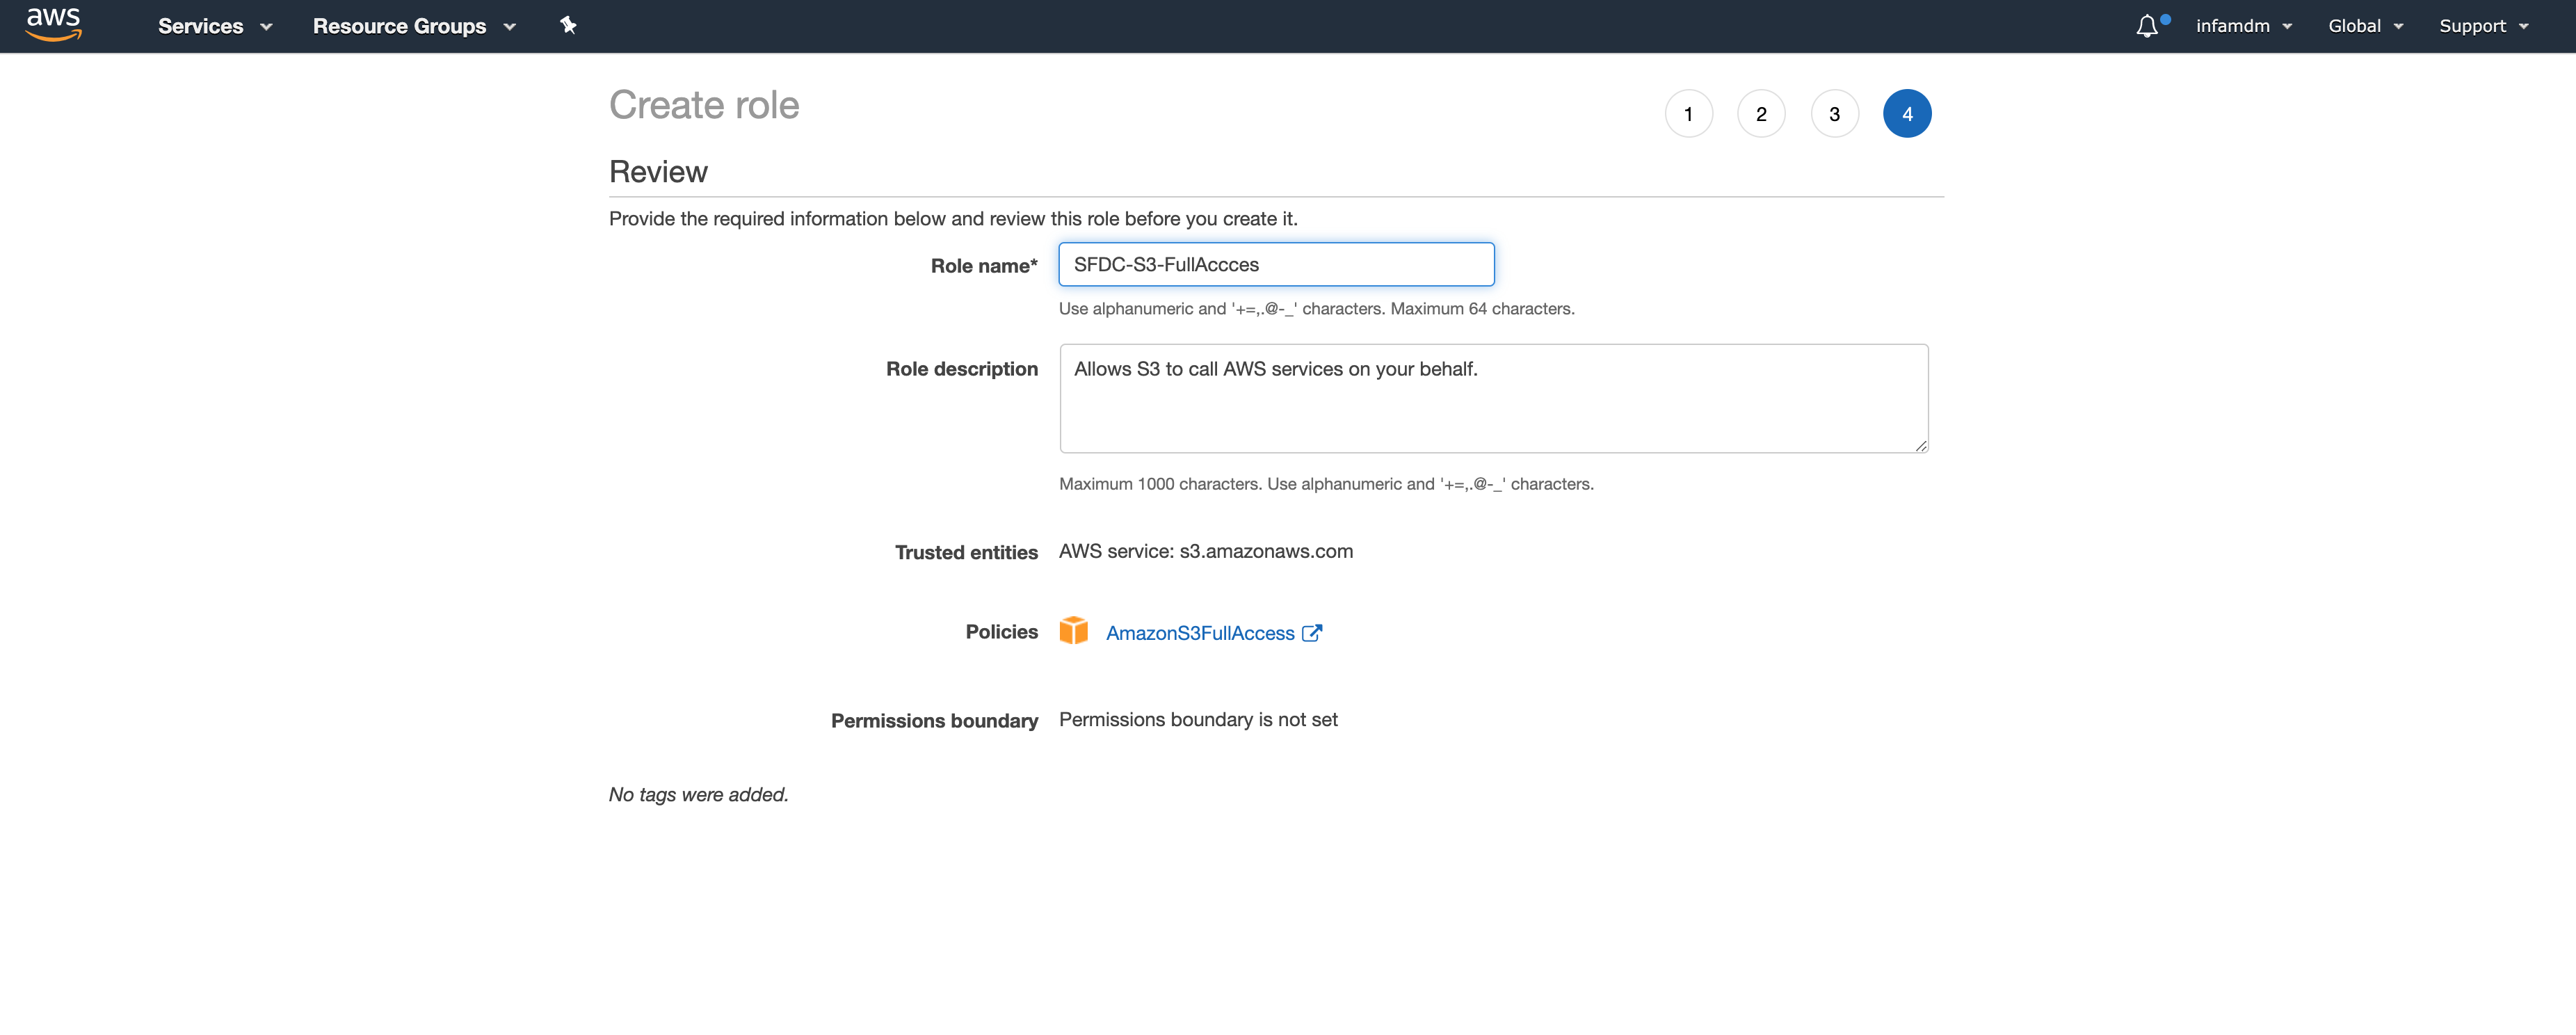 aws Services Resource Groups infamdm Global Support
Create role 1 2 3 4
Review
Provide the required information below and review this role before you create it.
Role name* SFDC-S3-FullAccces
Use alphanumeric and '+=,.@-_' characters. Maximum 64 characters.
Role description Allows S3 to call AWS services on your behalf.
Maximum 1000 characters. Use alphanumeric and '+=,.@-_' characters.
Trusted entities AWS service: s3.amazonaws.com
Policies AmazonS3FullAccess
Permissions boundary Permissions boundary is not set
No tags were added.